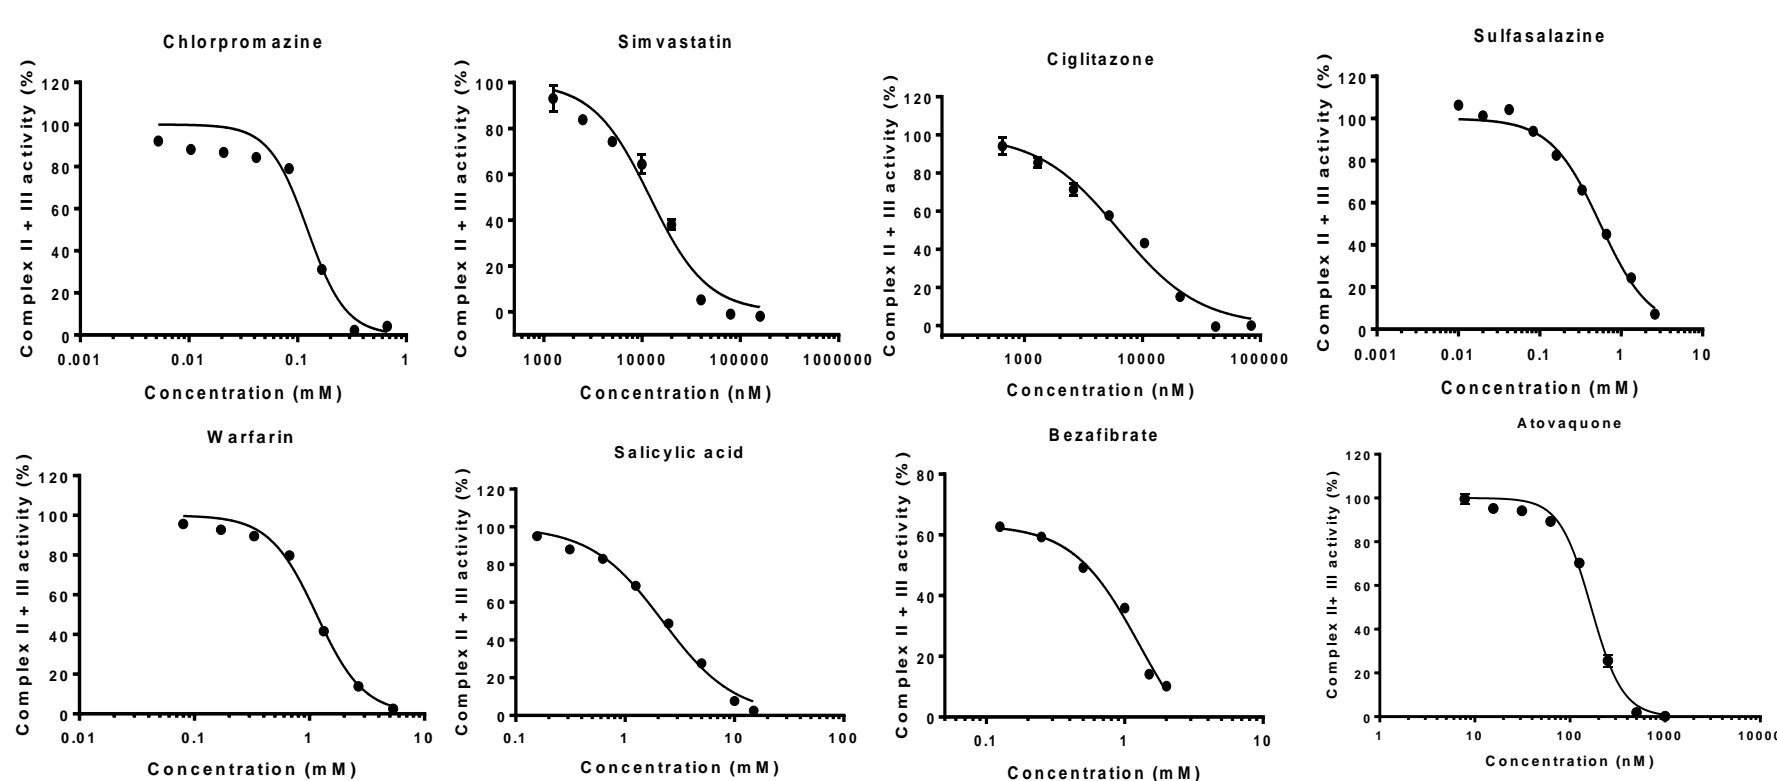 Chlorpromazine
Complex II + III activity (%)
120
100
80
60
40
20
0
0.001 0.01 0.1 1
Concentration (mM)
Simvastatin
Complex II + III activity (%)
100
80
60
40
20
0
1000 10000 100000 1000000
Concentration (nM)
Ciglitazone
Complex II + III activity (%)
120
100
80
60
40
20
0
1000 10000 100000
Concentration (nM)
Sulfasalazine
Complex II + III activity (%)
120
100
80
60
40
20
0
0.001 0.01 0.1 1 10
Concentration (mM)
Warfarin
Complex II + III activity (%)
120
100
80
60
40
20
0
0.01 0.1 1 10
Concentration (mM)
Salicylic acid
Complex II + III activity (%)
120
100
80
60
40
20
0
0.1 1 10 100
Concentration (mM)
Bezafibrate
Complex II + III activity (%)
80
60
40
20
0
0.1 1 10
Concentration (mM)
Atovaquone
Complex II+ III activity (%)
120
100
80
60
40
20
0
1 10 100 1000 10000
Concentration (nM)